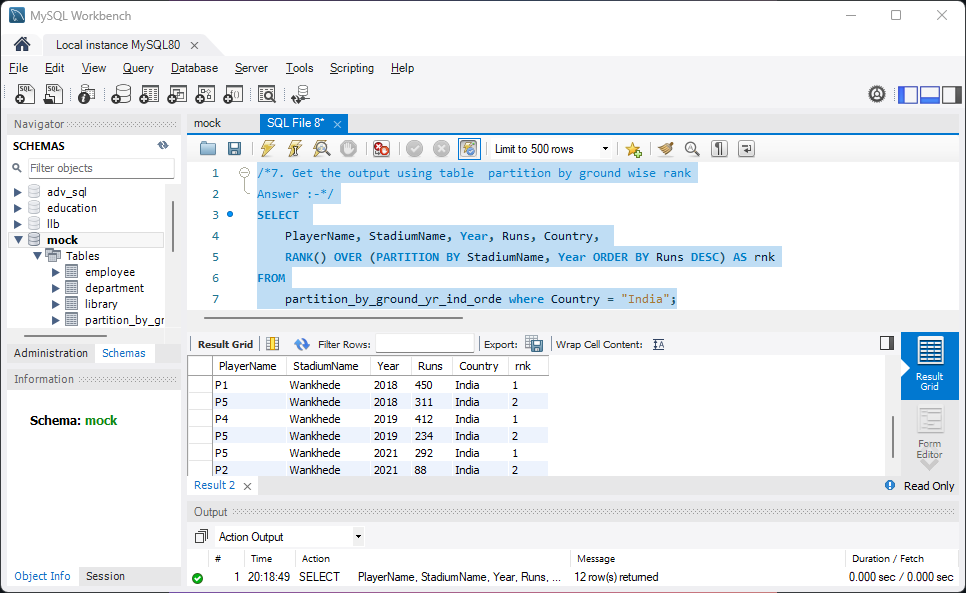 MySQL Workbench
Local instance MySQL80
File Edit View Query Database Server Tools Scripting Help
SQL SQL
Navigator
SCHEMAS
Filter objects
adv_sql
education
llb
mock
Tables
employee
department
library
partition_by_gr
Administration Schemas
Information
Schema: mock
Object Info Session
mock SQL File 8*
Limit to 500 rows
1 /*7. Get the output using table  partition by ground wise rank
2 Answer :-*/
3 SELECT
4 PlayerName, StadiumName, Year, Runs, Country,
5 RANK() OVER (PARTITION BY StadiumName, Year ORDER BY Runs DESC) AS rnk
6 FROM
7 partition_by_ground_yr_ind_orde where Country = "India";
Result Grid Filter Rows: Export: Wrap Cell Content: IA
PlayerName StadiumName Year Runs Country rnk
P1 Wankhede 2018 450 India 1
P5 Wankhede 2018 311 India 2
P4 Wankhede 2019 412 India 1
P5 Wankhede 2019 234 India 2
P5 Wankhede 2021 292 India 1
P2 Wankhede 2021 88 India 2
Result Grid
Form Editor
Result 2 Read Only
Output
Action Output
# Time Action Message Duration / Fetch
1 20:18:49 SELECT PlayerName, StadiumName, Year, Runs, ... 12 row(s) returned 0.000 sec / 0.000 sec